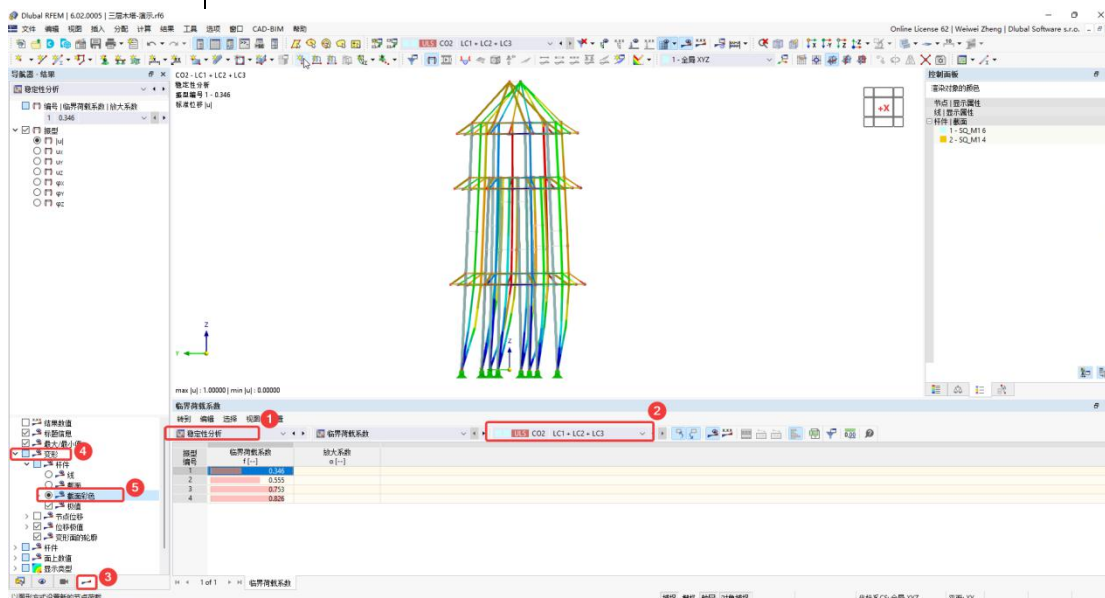 Dlubal RFEM | 6.02.0005 | 三层木塔-演示.rf6
文件 编辑 视图 插入 分配 计算 结果 工具 选项 窗口 CAD-BIM 帮助
Online License 62 | Weiwei Zheng | Dlubal Software s.r.o.
ULS CO2 LC1 + LC2 + LC3
1 - 全局 XYZ
导航器 - 结果
稳定性分析
编号 | 临界荷载系数 | 放大系数
1 0.346
振型
|u|
uX
uY
uZ
φX
φY
φZ
CO2 - LC1 + LC2 + LC3
稳定性分析
振型编号 1 - 0.346
标准位移 |u|
+X
Z
Y
Z
max |u| : 1.00000 | min |u| : 0.00000
控制面板
渲染对象的颜色
节点 | 显示属性
线 | 显示属性
杆件 | 截面
1 - SQ_M1 6
2 - SQ_M1 4
结果数值
标题信息
最大/最小值
变形
杆件
线
截面
截面彩色
极值
节点位移
位移极值
变形面的轮廓
杆件
面上数值
显示类型
4
5
3
临界荷载系数
转到 编辑 选择 视图
1
2
稳定性分析
临界荷载系数
ULS CO2 LC1 + LC2 + LC3
振型 临界荷载系数 放大系数
编号 f [--] α [--]
1 0.346
2 0.555
3 0.753
4 0.826
1 of 1 临界荷载系数